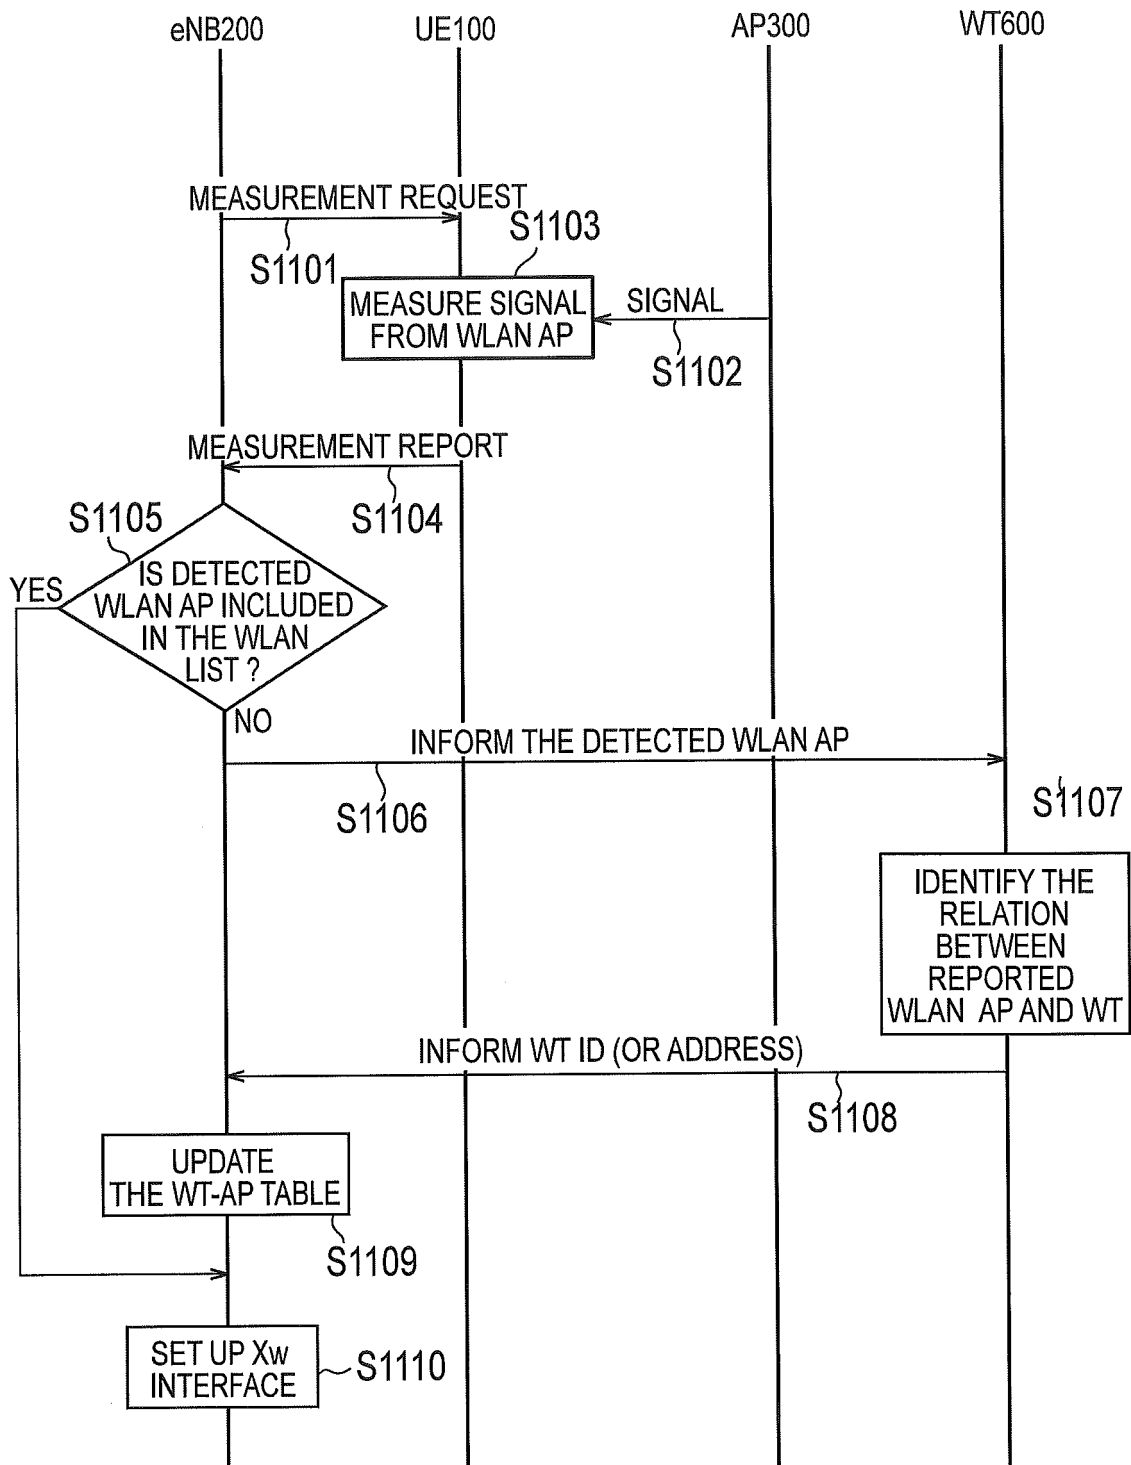 eNB200
UE100
AP300
WT600
MEASUREMENT REQUEST
S1101
S1103
MEASURE SIGNAL
FROM WLAN AP
SIGNAL
S1102
MEASUREMENT REPORT
S1104
S1105
YES
IS DETECTED
WLAN AP INCLUDED
IN THE WLAN
LIST ?
NO
INFORM THE DETECTED WLAN AP
S1106
S1107
IDENTIFY THE
RELATION
BETWEEN
REPORTED
WLAN AP AND WT
INFORM WT ID (OR ADDRESS)
S1108
UPDATE
THE WT-AP TABLE
S1109
SET UP Xw
INTERFACE
S1110